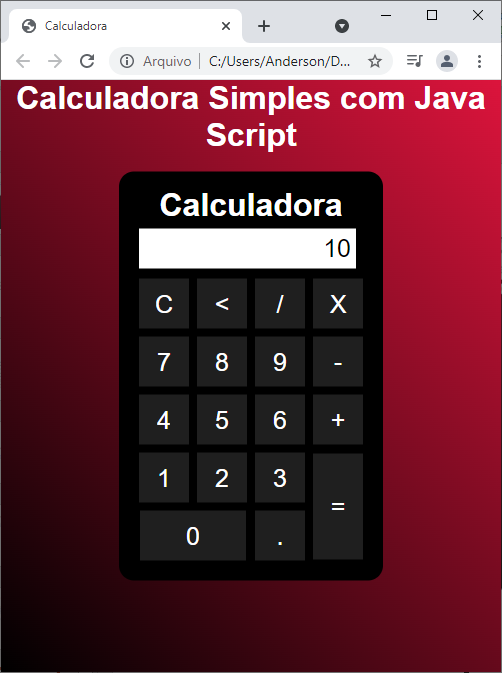 Calculadora
Arquivo | C:/Users/Anderson/D...
Calculadora Simples com Java
Script
Calculadora
10
C < / X
7 8 9 -
4 5 6 +
1 2 3
=
0 .